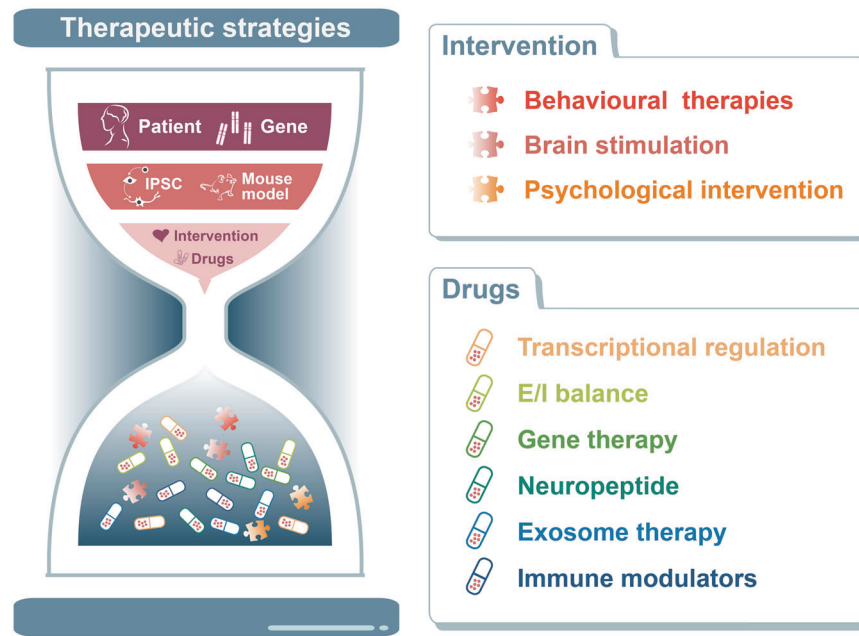 Therapeutic strategies
Patient Gene
IPSC Mouse
model
Intervention
Drugs
Intervention
Behavioural therapies
Brain stimulation
Psychological intervention
Drugs
Transcriptional regulation
E/I balance
Gene therapy
Neuropeptide
Exosome therapy
Immune modulators